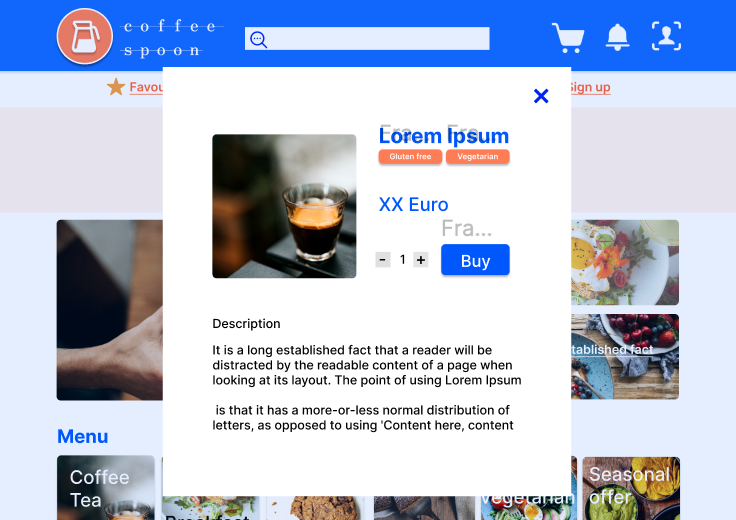 coffee
spoon
Favou
Sign up
Fra... Fra...
Lorem Ipsum
Gluten free Vegetarian
XX Euro
Fra...
- 1 + Buy
Description
It is a long established fact that a reader will be
distracted by the readable content of a page when
looking at its layout. The point of using Lorem Ipsum
is that it has a more-or-less normal distribution of
letters, as opposed to using 'Content here, content
tablished fact
Menu
Coffee
Tea
Breakfast
Vegetarian
Seasonal
offer